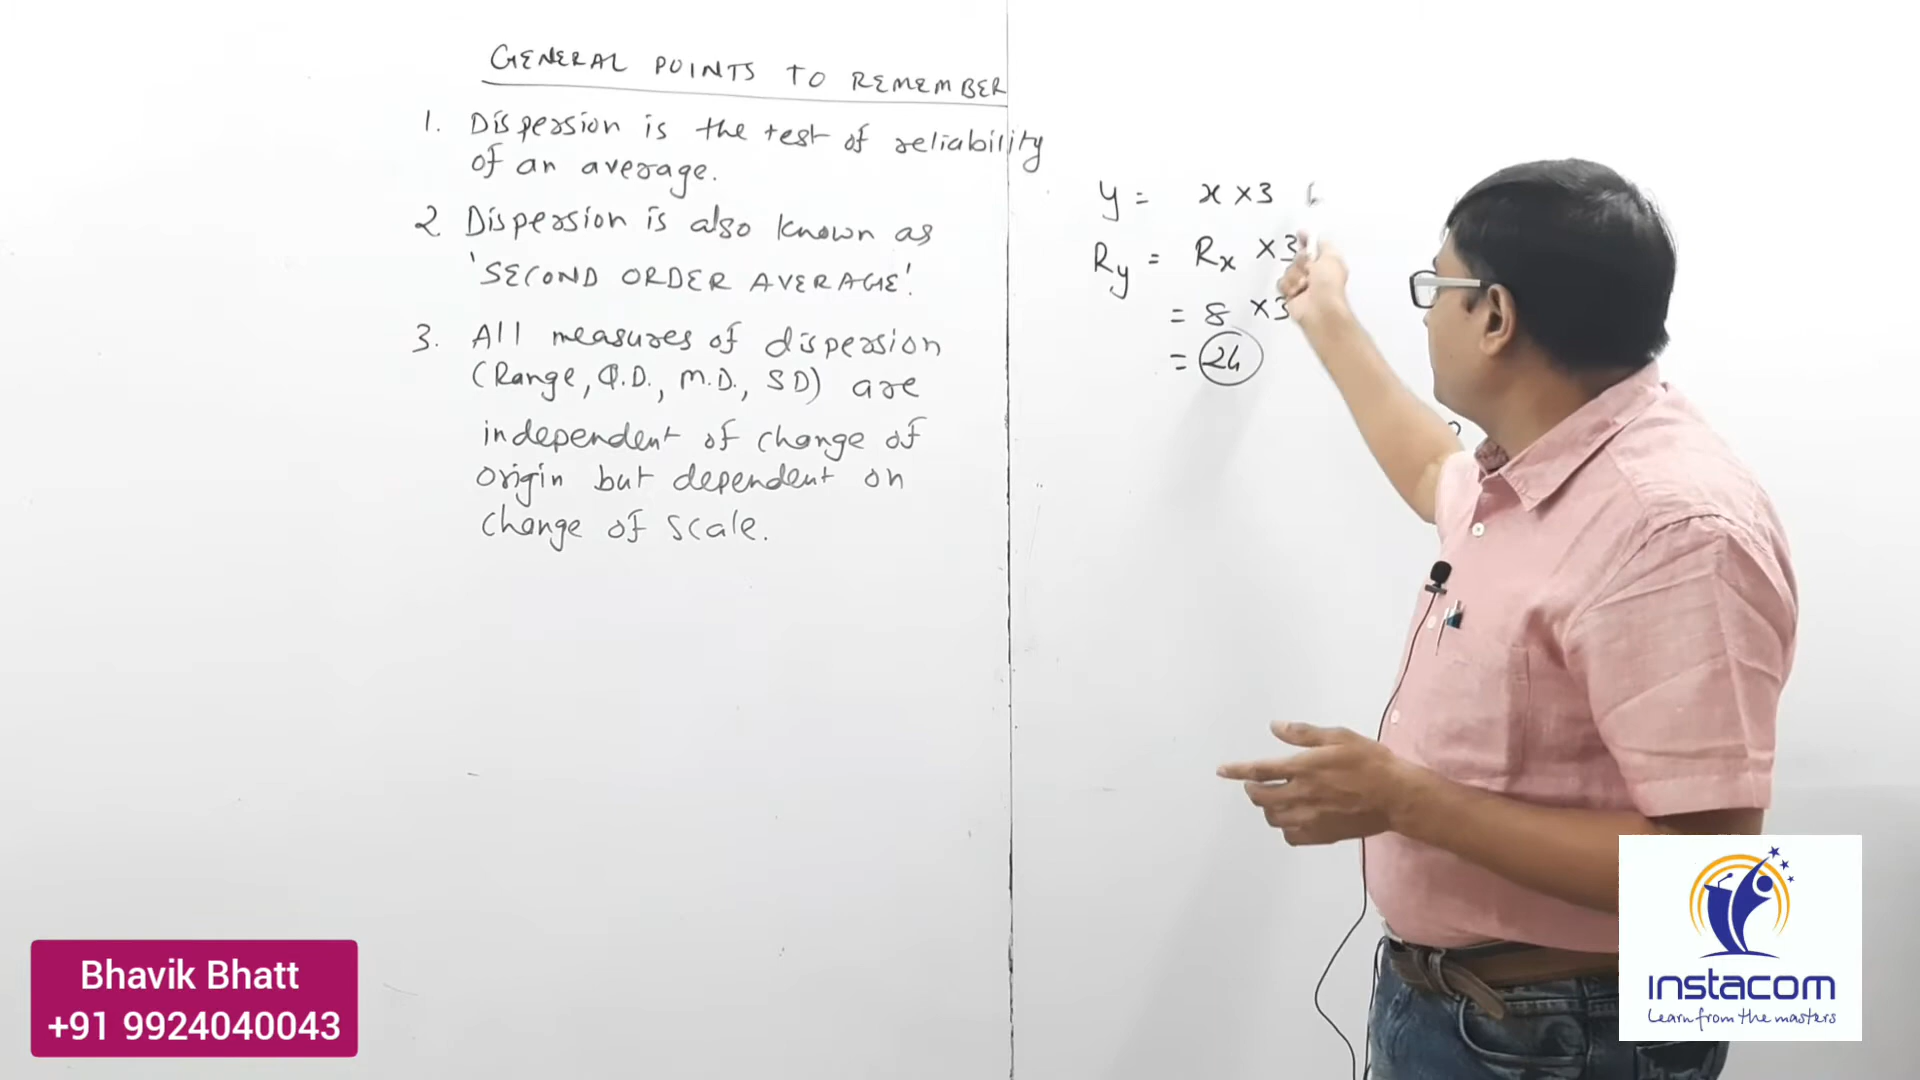 GENERAL POINTS TO REMEMBER
1. Dispersion is the test of reliability
of an average.
2 Dispersion is also known as
'SECOND ORDER AVERAGE'.
3. All measures of dispersion
(Range, Q.D., M.D., SD) are
independent of change of
origin but dependent on
change of scale.
y = x ×3
Ry = Rx ×3
= 8 ×3
= 24
Bhavik Bhatt
+91 9924040043
instacom
Learn from the masters